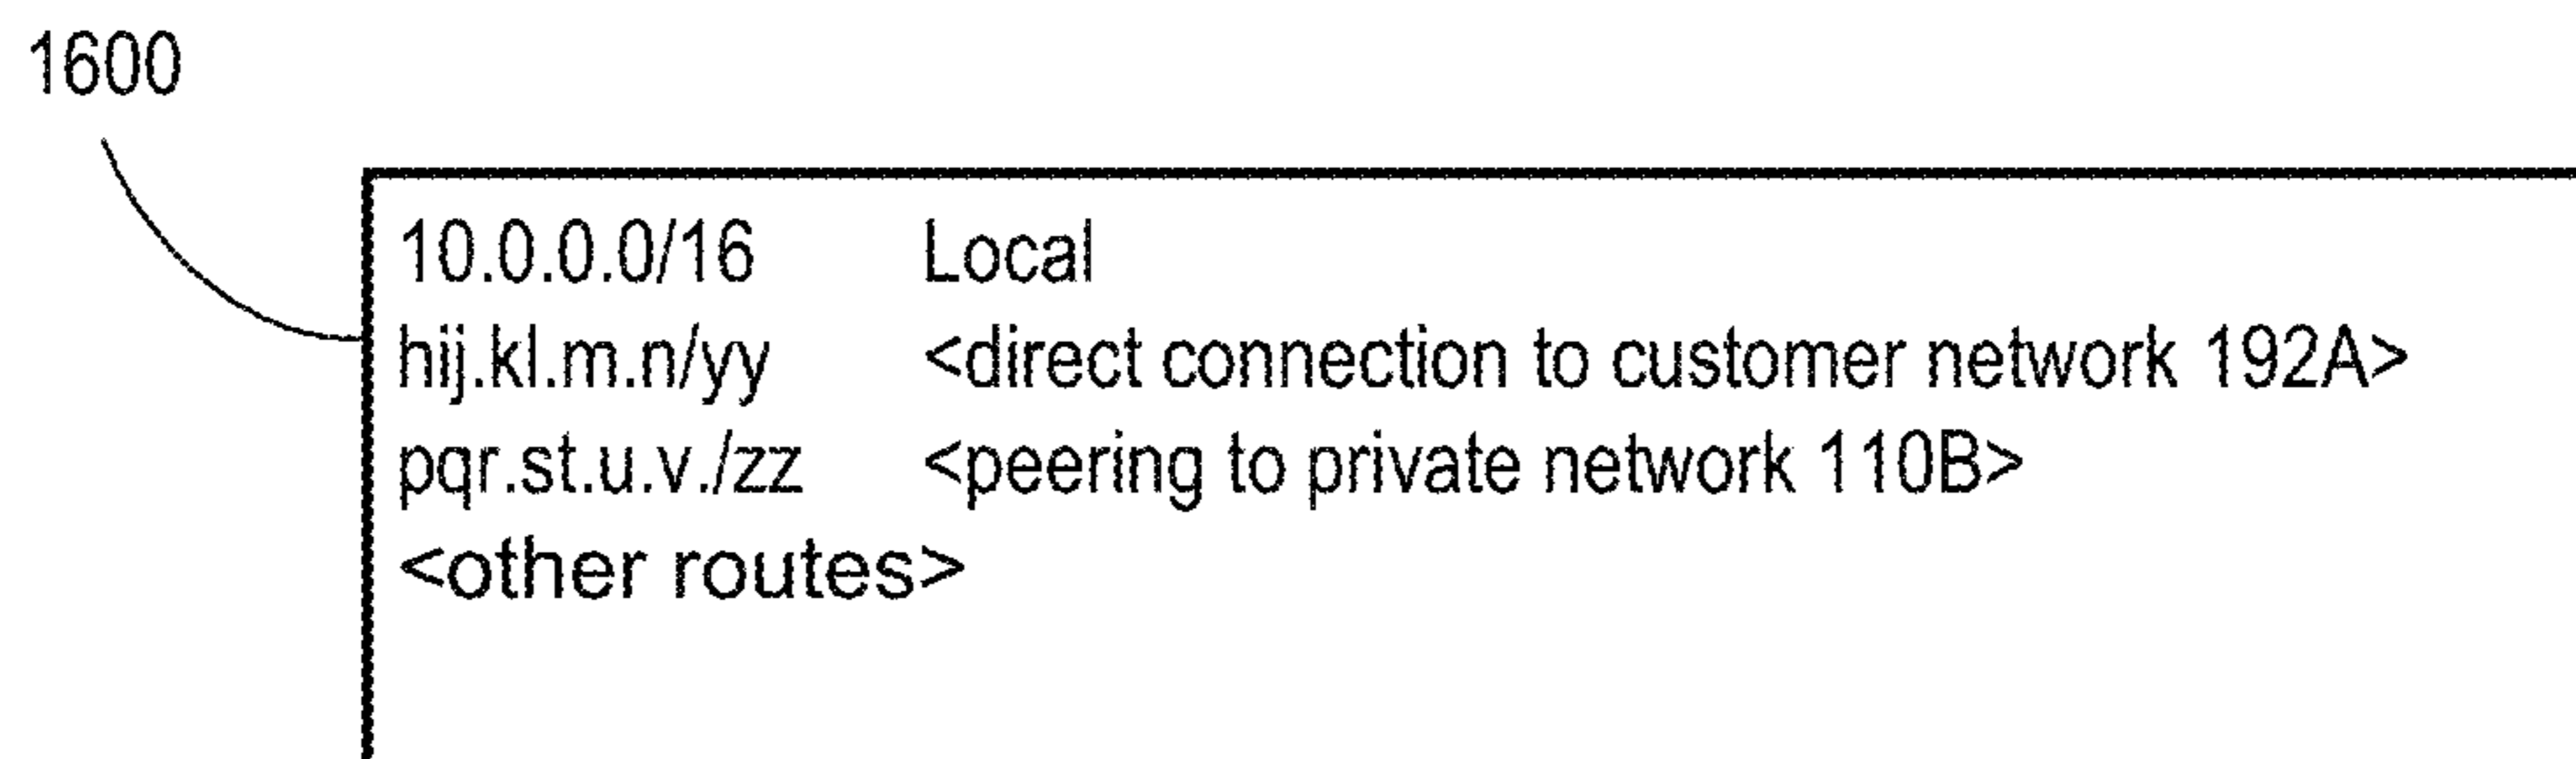 1600
10.0.0.0/16 Local
hij.kl.m.n/yy <direct connection to customer network 192A>
pqr.st.u.v./zz <peering to private network 110B>
<other routes>